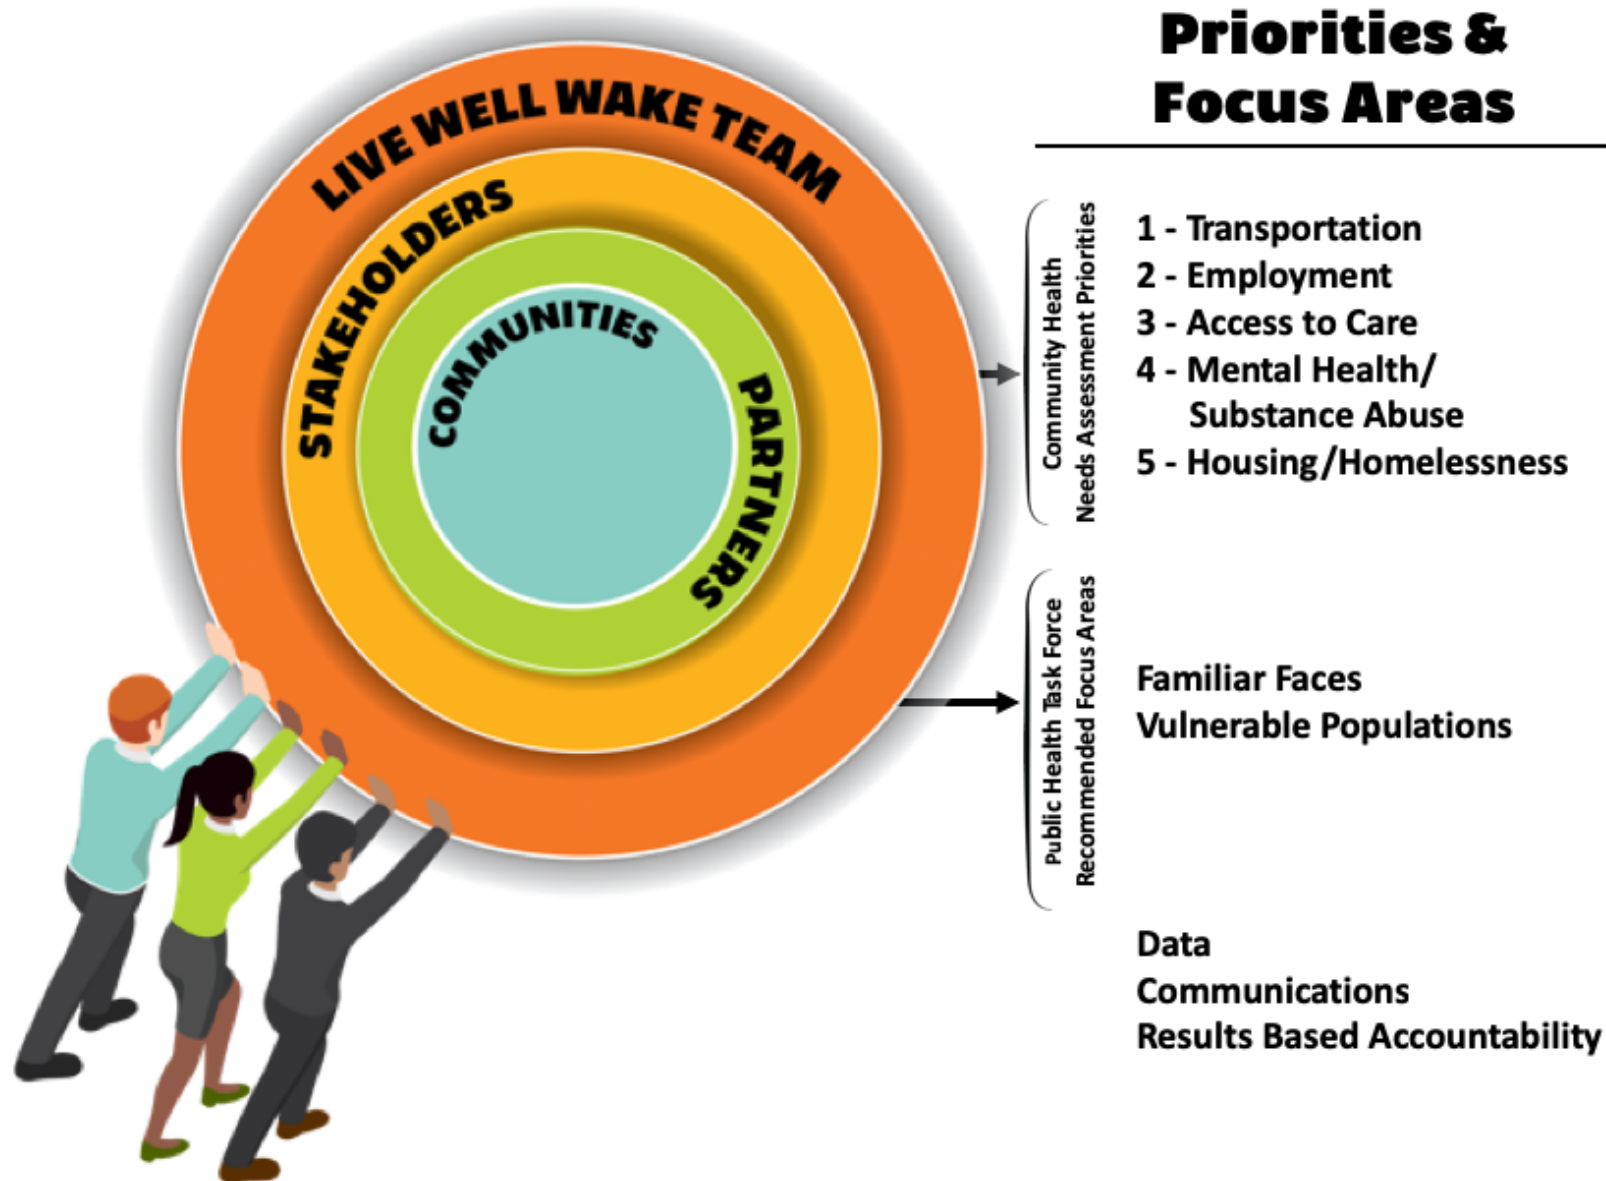 Priorities &
Focus Areas
LIVE WELL WAKE TEAM
STAKEHOLDERS
COMMUNITIES
PARTNERS
Community Health
Needs Assessment Priorities
1 - Transportation
2 - Employment
3 - Access to Care
4 - Mental Health/
Substance Abuse
5 - Housing/Homelessness
Public Health Task Force
Recommended Focus Areas
Familiar Faces
Vulnerable Populations
Data
Communications
Results Based Accountability